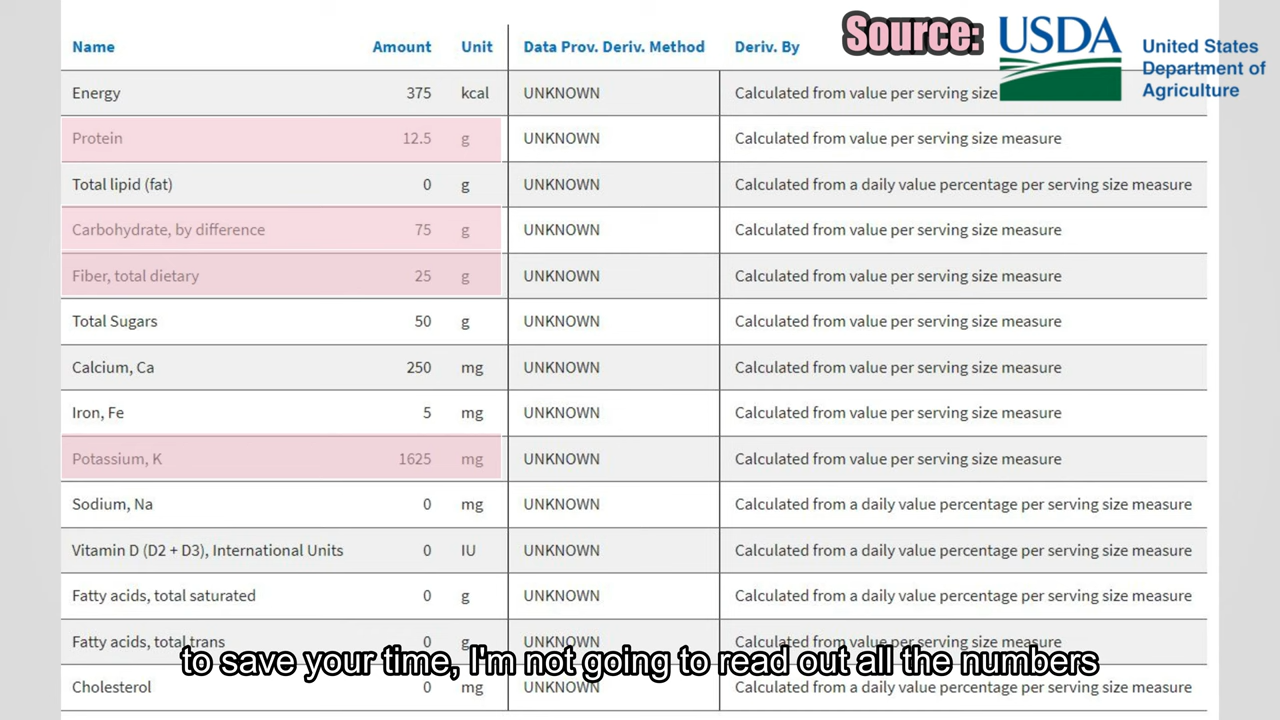 Source:
USDA
United States
Department of
Agriculture
Name Amount Unit Data Prov. Deriv. Method Deriv. By
Energy 375 kcal UNKNOWN Calculated from value per serving size
Protein 12.5 g UNKNOWN Calculated from value per serving size measure
Total lipid (fat) 0 g UNKNOWN Calculated from a daily value percentage per serving size measure
Carbohydrate, by difference 75 g UNKNOWN Calculated from value per serving size measure
Fiber, total dietary 25 g UNKNOWN Calculated from value per serving size measure
Total Sugars 50 g UNKNOWN Calculated from value per serving size measure
Calcium, Ca 250 mg UNKNOWN Calculated from value per serving size measure
Iron, Fe 5 mg UNKNOWN Calculated from value per serving size measure
Potassium, K 1625 mg UNKNOWN Calculated from value per serving size measure
Sodium, Na 0 mg UNKNOWN Calculated from a daily value percentage per serving size measure
Vitamin D (D2 + D3), International Units 0 IU UNKNOWN Calculated from a daily value percentage per serving size measure
Fatty acids, total saturated 0 g UNKNOWN Calculated from a daily value percentage per serving size measure
Fatty acids, total trans 0 g UNKNOWN Calculated from value per serving size measure
to save your time, I'm not going to read out all the numbers
Cholesterol 0 mg UNKNOWN Calculated from a daily value percentage per serving size measure